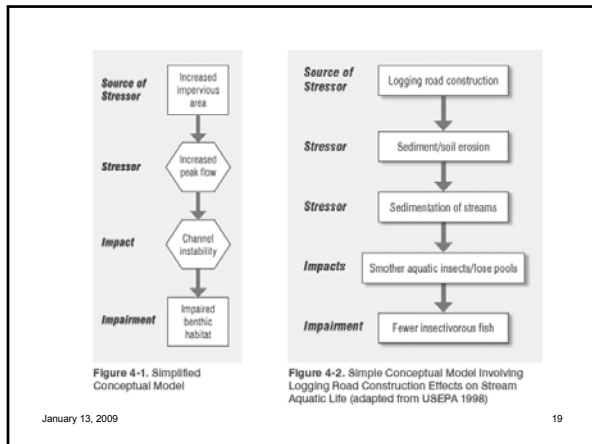 Source of
Stressor
Increased
impervious
area
Stressor
Increased
peak flow
Impact
Channel
instability
Impairment
Impaired
benthic
habitat
Figure 4-1. Simplified
Conceptual Model
Source of
Stressor
Logging road construction
Stressor
Sediment/soil erosion
Stressor
Sedimentation of streams
Impacts
Smother aquatic insects/lose pools
Impairment
Fewer insectivorous fish
Figure 4-2. Simple Conceptual Model Involving
Logging Road Construction Effects on Stream
Aquatic Life (adapted from USEPA 1998)
January 13, 2009
19